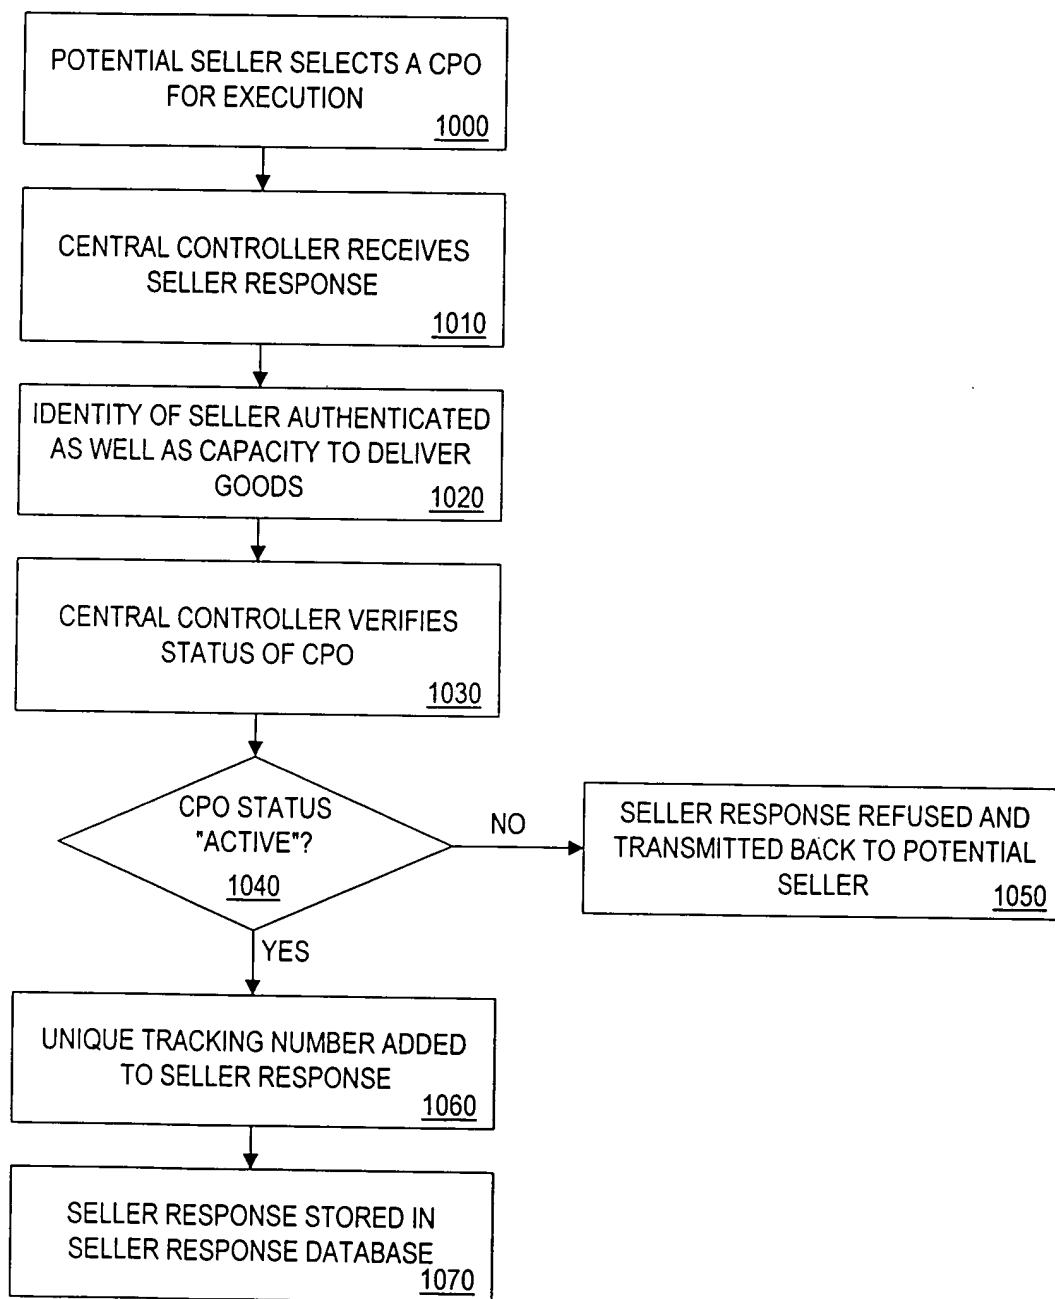 POTENTIAL SELLER SELECTS A CPO
FOR EXECUTION
1000
CENTRAL CONTROLLER RECEIVES
SELLER RESPONSE
1010
IDENTITY OF SELLER AUTHENTICATED
AS WELL AS CAPACITY TO DELIVER
GOODS
1020
CENTRAL CONTROLLER VERIFIES
STATUS OF CPO
1030
CPO STATUS
"ACTIVE"?
1040
NO
SELLER RESPONSE REFUSED AND
TRANSMITTED BACK TO POTENTIAL
SELLER
1050
YES
UNIQUE TRACKING NUMBER ADDED
TO SELLER RESPONSE
1060
SELLER RESPONSE STORED IN
SELLER RESPONSE DATABASE
1070